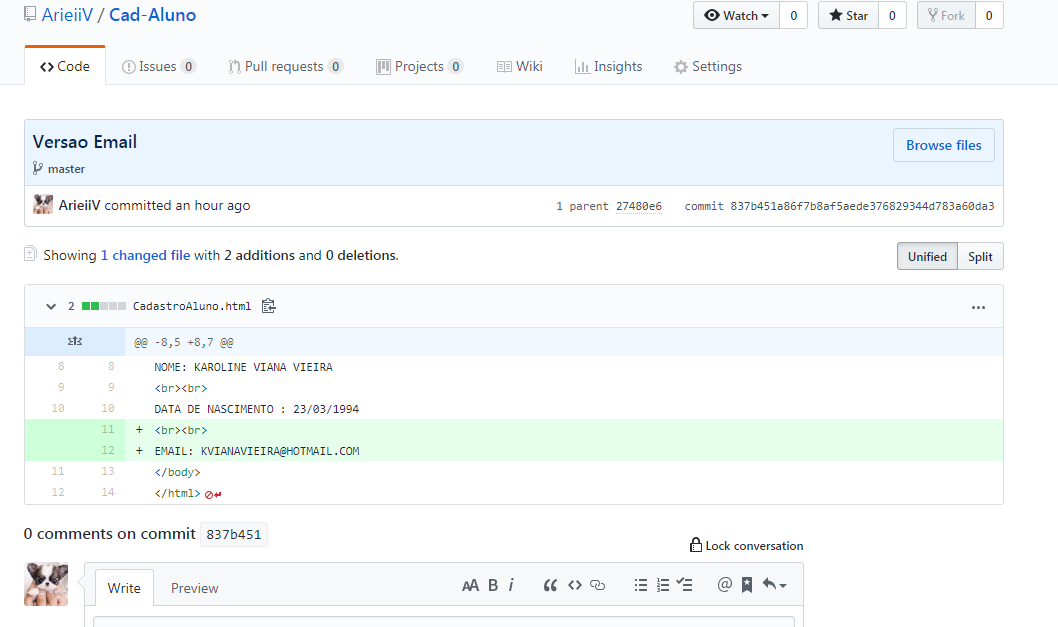 ArieiiV / Cad-Aluno
Watch 0 Star 0 Fork 0
Code Issues 0 Pull requests 0 Projects 0 Wiki Insights Settings
Versao Email
Browse files
master
ArieiiV committed an hour ago 1 parent 27480e6 commit 837b451a86f7b8af5aede376829344d783a60da3
Showing 1 changed file with 2 additions and 0 deletions.
Unified Split
2 CadastroAluno.html
@@ -8,5 +8,7 @@
8 8 NOME: KAROLINE VIANA VIEIRA
9 9 <br><br>
10 10 DATA DE NASCIMENTO : 23/03/1994
11 + <br><br>
12 + EMAIL: KVIANAVIEIRA@HOTMAIL.COM
11 13 </body>
12 14 </html>
0 comments on commit 837b451
Lock conversation
Write Preview AA B i “ <> @